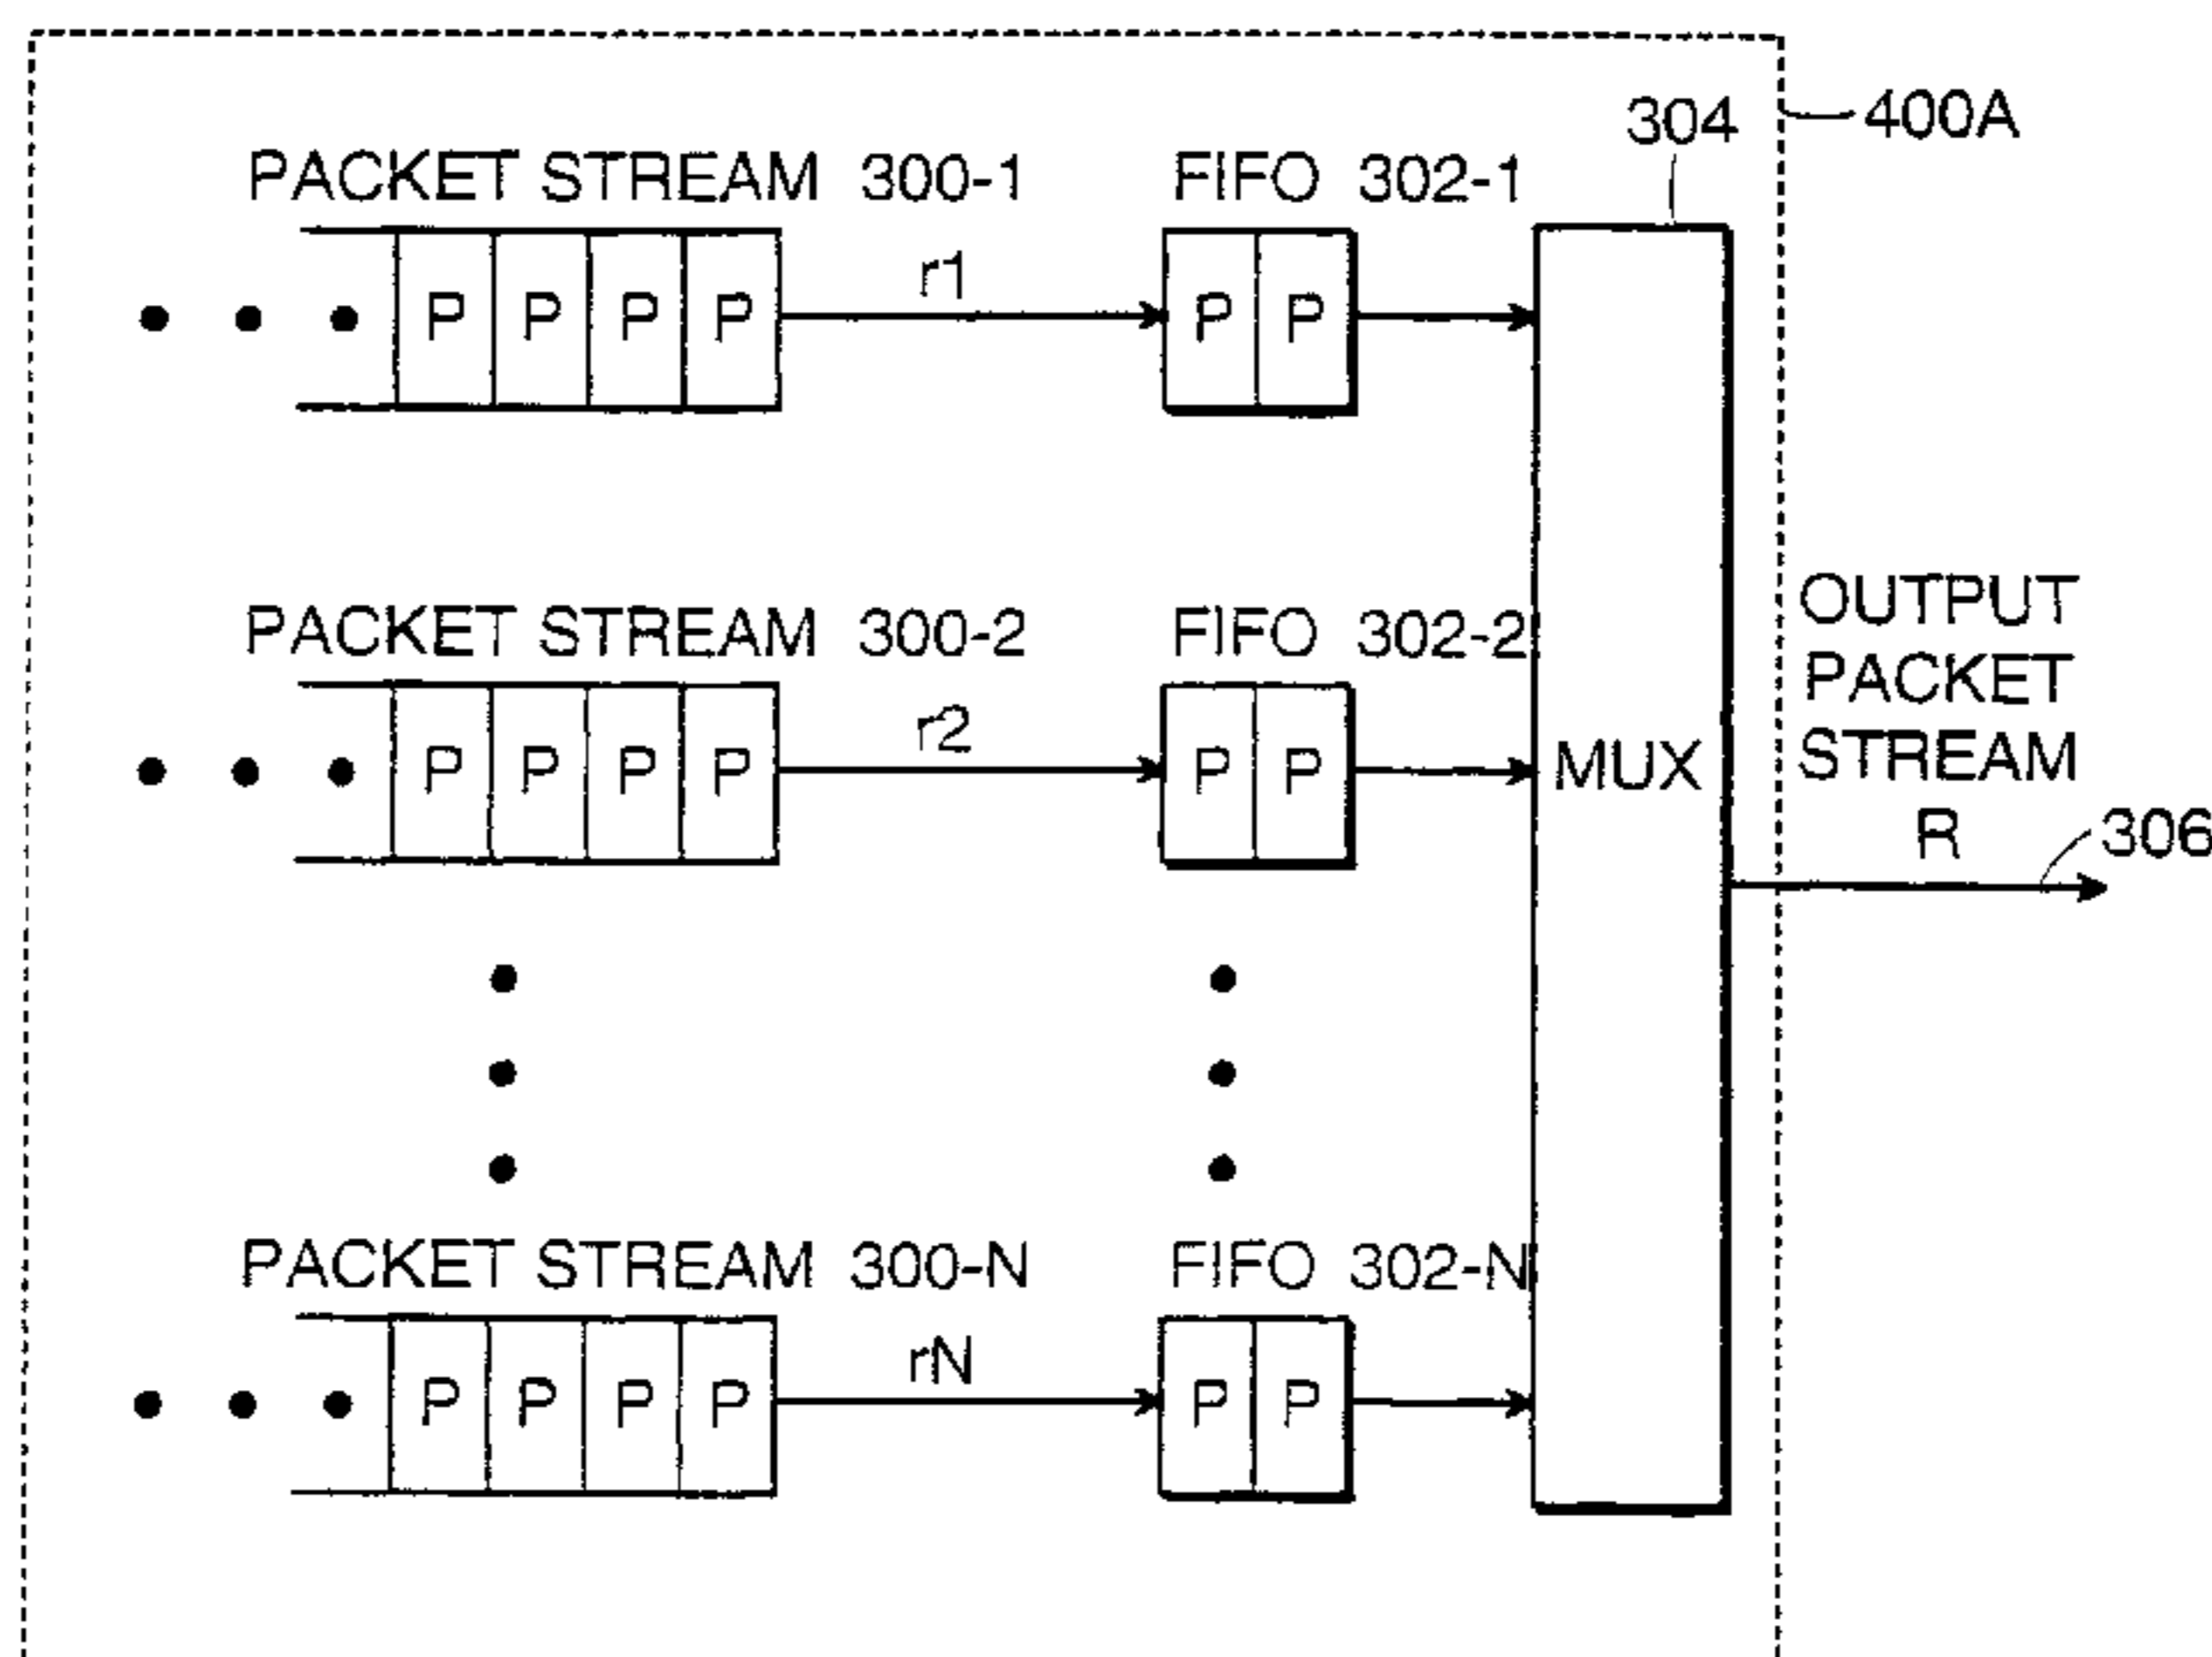 304
400A
PACKET STREAM 300-1
FIFO 302-1
r1
P P P P
P P
PACKET STREAM 300-2
FIFO 302-2
r2
P P P P
P P
MUX
OUTPUT
PACKET
STREAM
R
306
PACKET STREAM 300-N
FIFO 302-N
rN
P P P P
P P